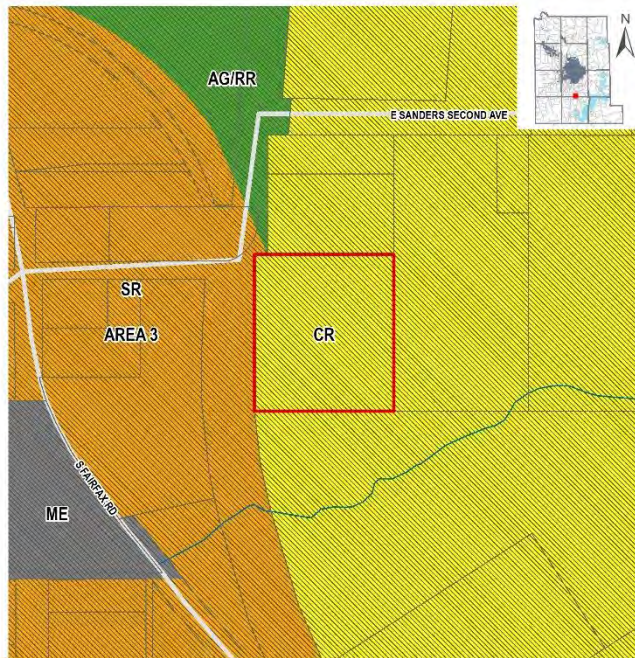 N
AG/RR
E SANDERS SECOND AVE
SR
AREA 3
CR
S FAIRFAX RD
ME